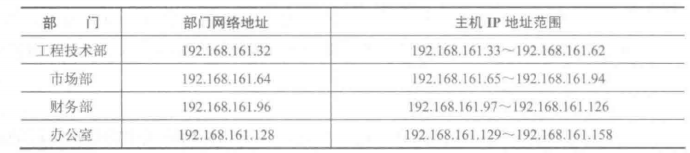 部 门 部门网络地址 主机 IP 地址范围
工程技术部 192.168.161.32 192.168.161.33～192.168.161.62
市场部 192.168.161.64 192.168.161.65～192.168.161.94
财务部 192.168.161.96 192.168.161.97～192.168.161.126
办公室 192.168.161.128 192.168.161.129～192.168.161.158